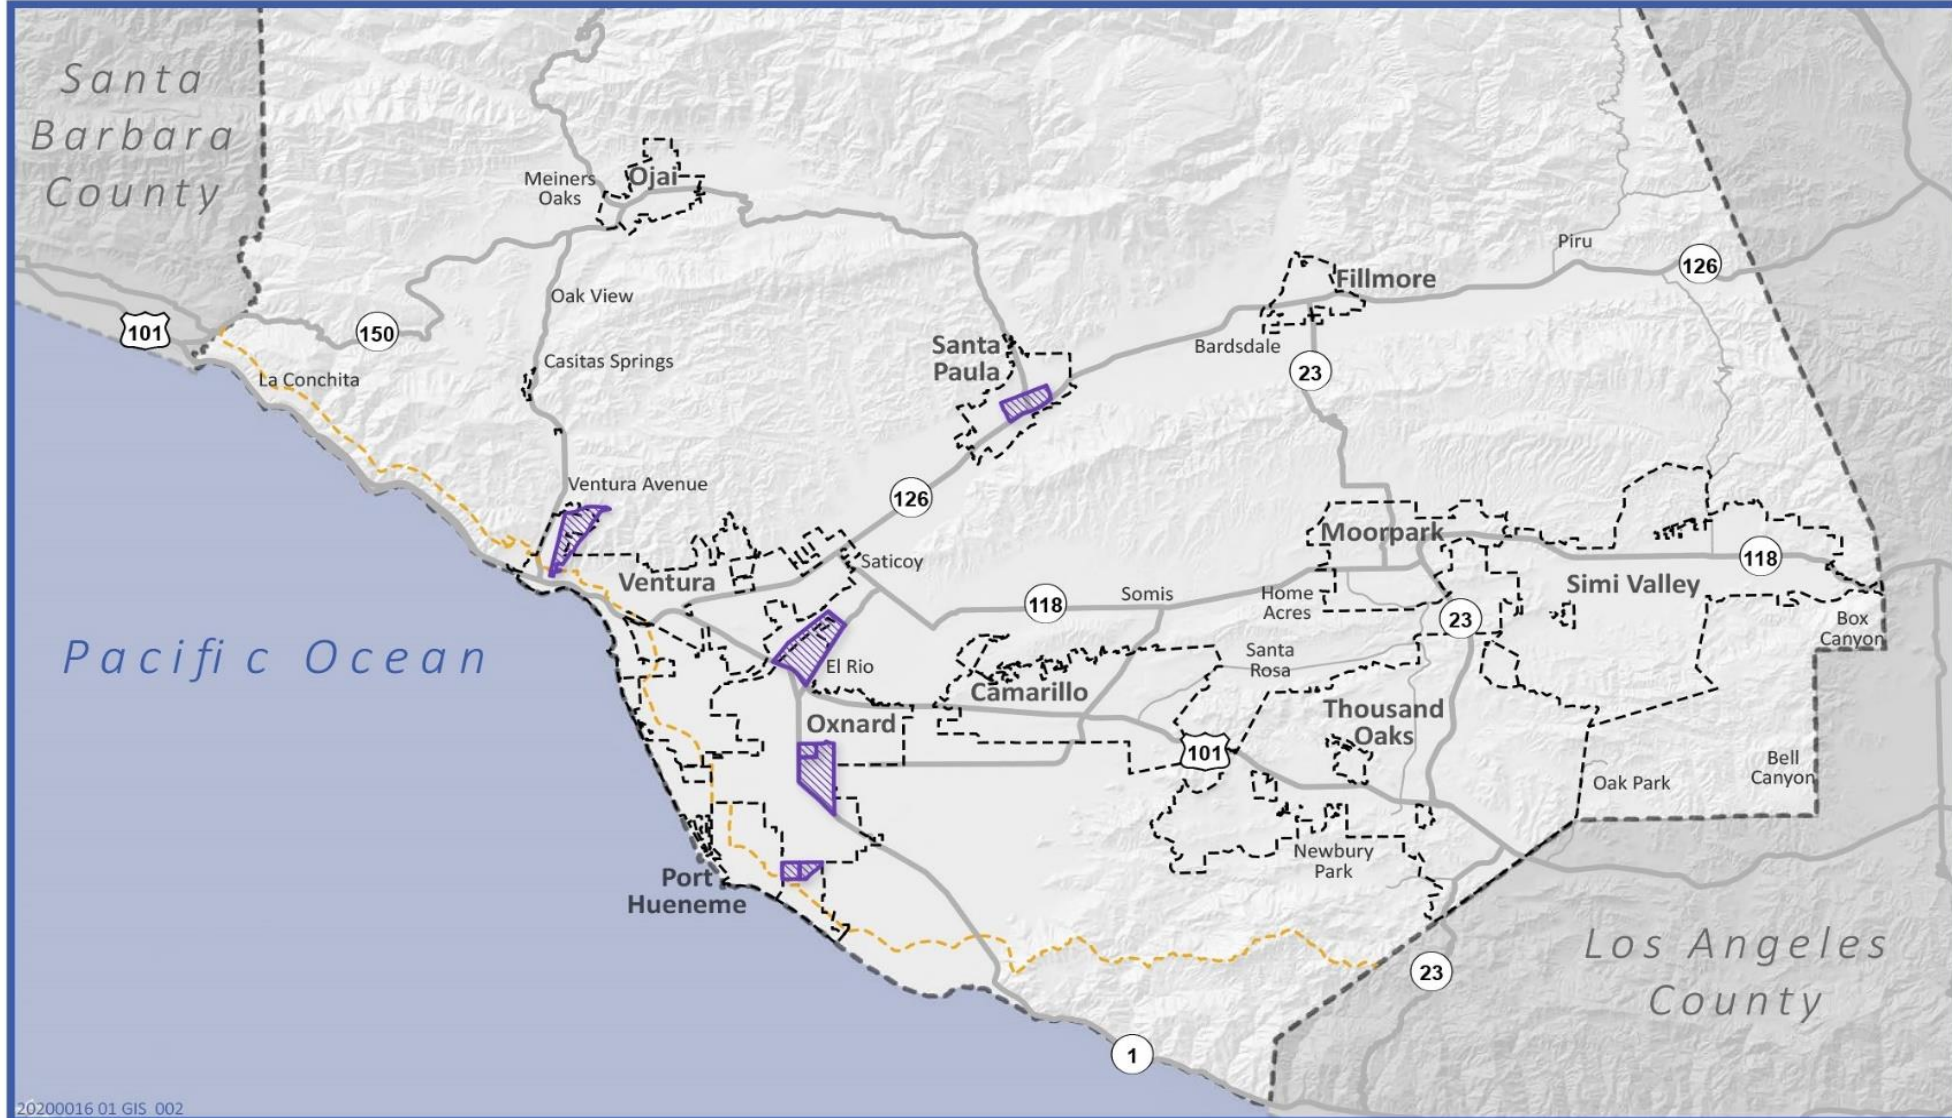 Santa
Barbara
County
Meiners
Oaks
Ojai
Piru
126
Fillmore
Oak View
101
150
Santa
Paula
Bardsdale
Casitas Springs
23
La Conchita
Ventura Avenue
126
Moorpark
Saticoy
118
Ventura
Simi Valley
118
Somis
Home
Acres
23
Box
Canyon
Pacific Ocean
El Rio
Santa
Rosa
Camarillo
Oxnard
Thousand
Oaks
101
Bell
Canyon
Oak Park
Newbury
Park
Port
Hueneme
Los Angeles
County
23
1
20200016 01 GIS 002